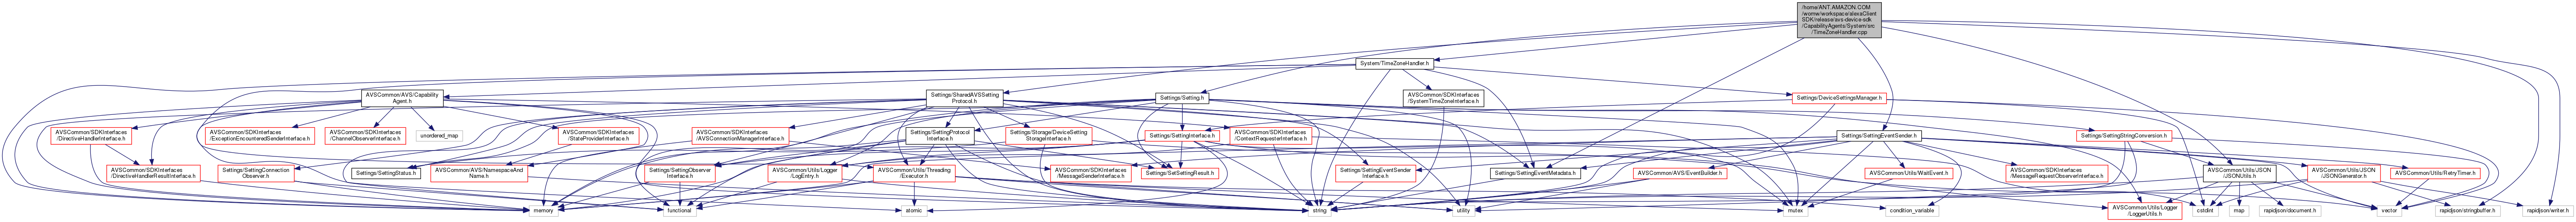 /home/ANT.AMAZON.COM
/womw/workspace/alexaClient
SDK/release/avs-device-sdk
/CapabilityAgents/System/src
/TimeZoneHandler.cpp
System/TimeZoneHandler.h
AVSCommon/AVS/Capability
Agent.h
Settings/SharedAVSSetting
Protocol.h
Settings/Setting.h
AVSCommon/SDKInterfaces
/SystemTimeZoneInterface.h
Settings/DeviceSettingsManager.h
AVSCommon/SDKInterfaces
/DirectiveHandlerInterface.h
AVSCommon/SDKInterfaces
/ExceptionEncounteredSenderInterface.h
AVSCommon/SDKInterfaces
/ChannelObserverInterface.h
unordered_map
AVSCommon/SDKInterfaces
/StateProviderInterface.h
AVSCommon/SDKInterfaces
/AVSConnectionManagerInterface.h
Settings/SettingProtocol
Interface.h
Settings/Storage/DeviceSetting
StorageInterface.h
Settings/SettingInterface.h
AVSCommon/SDKInterfaces
/ContextRequesterInterface.h
Settings/SettingEventSender.h
Settings/SettingStringConversion.h
AVSCommon/SDKInterfaces
/DirectiveHandlerResultInterface.h
Settings/SettingConnection
Observer.h
Settings/SettingStatus.h
AVSCommon/AVS/NamespaceAnd
Name.h
Settings/SettingObserver
Interface.h
AVSCommon/Utils/Logger
/LogEntry.h
AVSCommon/Utils/Threading
/Executor.h
AVSCommon/SDKInterfaces
/MessageSenderInterface.h
Settings/SetSettingResult.h
Settings/SettingEventSender
Interface.h
Settings/SettingEventMetadata.h
AVSCommon/AVS/EventBuilder.h
AVSCommon/Utils/WaitEvent.h
AVSCommon/SDKInterfaces
/MessageRequestObserverInterface.h
AVSCommon/Utils/JSON
/JSONUtils.h
AVSCommon/Utils/JSON
/JSONGenerator.h
AVSCommon/Utils/RetryTimer.h
memory
functional
atomic
string
utility
mutex
condition_variable
AVSCommon/Utils/Logger
/LoggerUtils.h
cstdint
map
rapidjson/document.h
vector
rapidjson/stringbuffer.h
rapidjson/writer.h